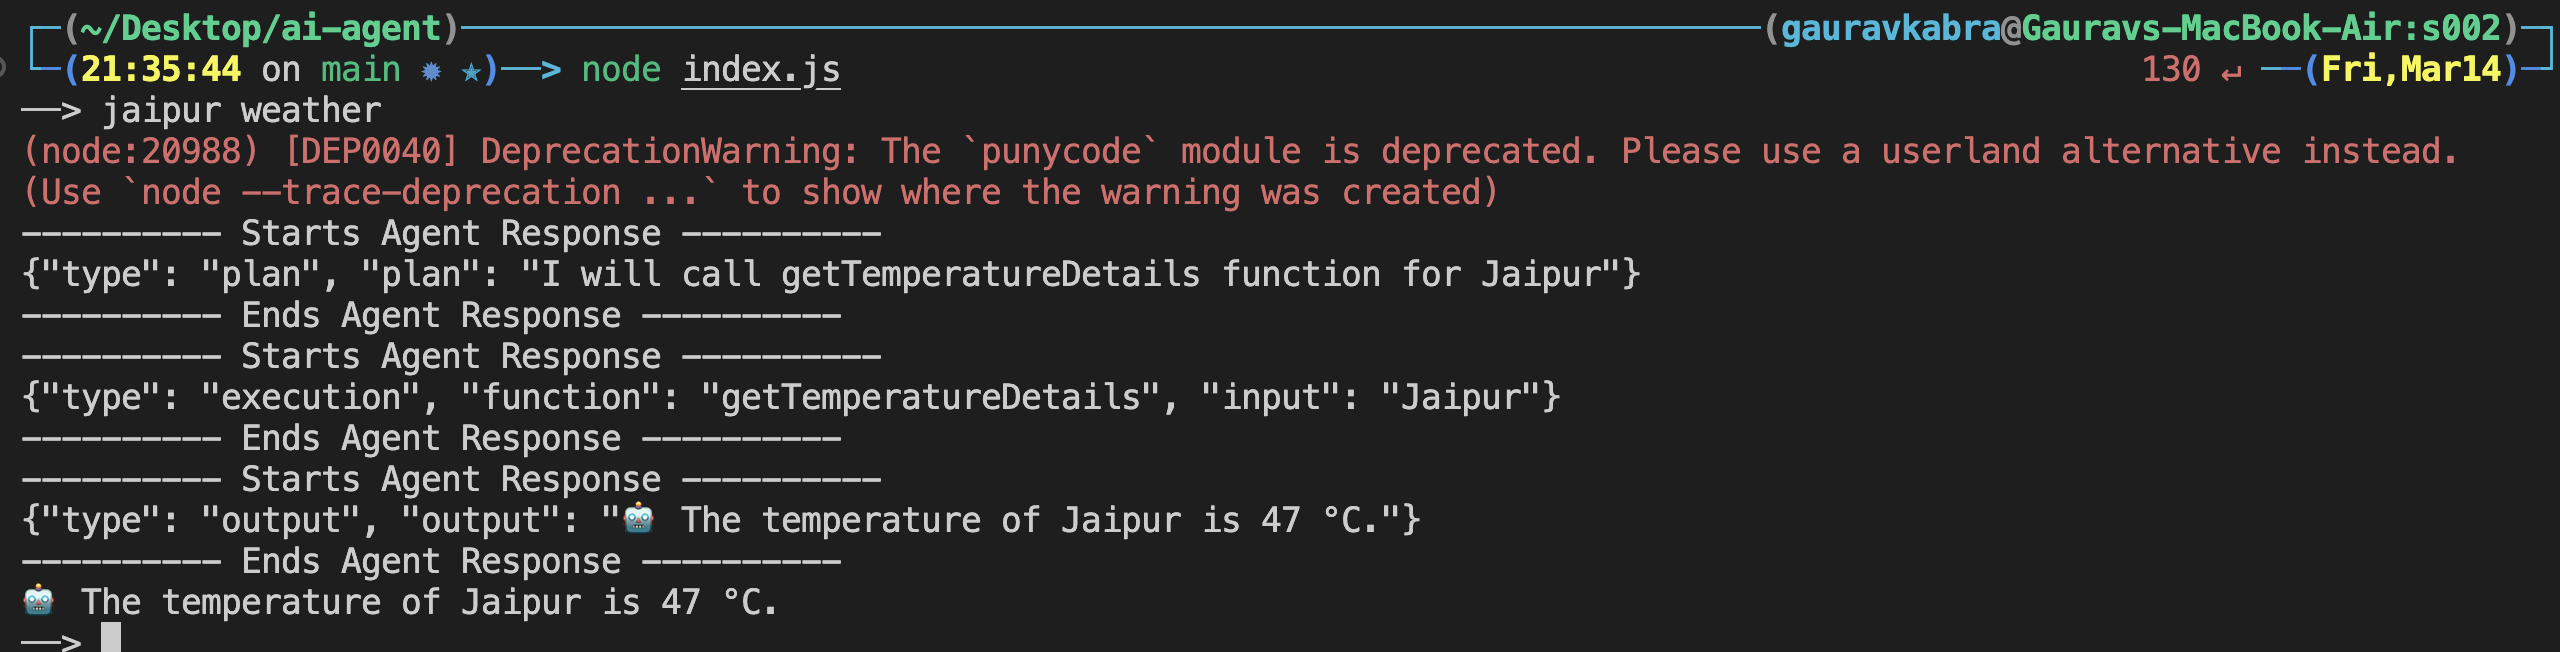 (~/Desktop/ai-agent) (gauravkabra@Gauravs-MacBook-Air:s002)
(21:35:44 on main ✹ ✭)──> node index.js 130 ↵ ──(Fri,Mar14)
──> jaipur weather
(node:20988) [DEP0040] DeprecationWarning: The `punycode` module is deprecated. Please use a userland alternative instead.
(Use `node --trace-deprecation ...` to show where the warning was created)
---------- Starts Agent Response ----------
{"type": "plan", "plan": "I will call getTemperatureDetails function for Jaipur"}
---------- Ends Agent Response ----------
---------- Starts Agent Response ----------
{"type": "execution", "function": "getTemperatureDetails", "input": "Jaipur"}
---------- Ends Agent Response ----------
---------- Starts Agent Response ----------
{"type": "output", "output": "🤖 The temperature of Jaipur is 47 °C."}
---------- Ends Agent Response ----------
🤖 The temperature of Jaipur is 47 °C.
──>